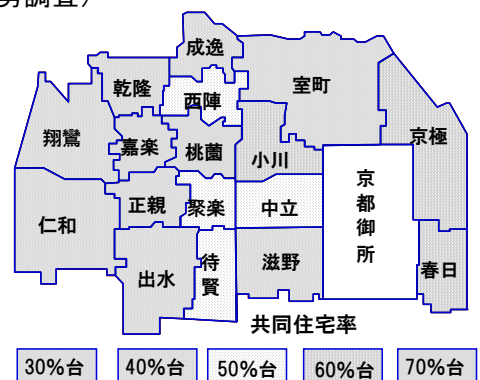 労調査）
成逸
乾隆
西陣
室町
翔鸞
嘉楽
桃薗
小川
京極
仁和
正親
聚楽
中立
京都御所
出水
待賢
滋野
春日
共同住宅率
30%台 40%台 50%台 60%台 70%台